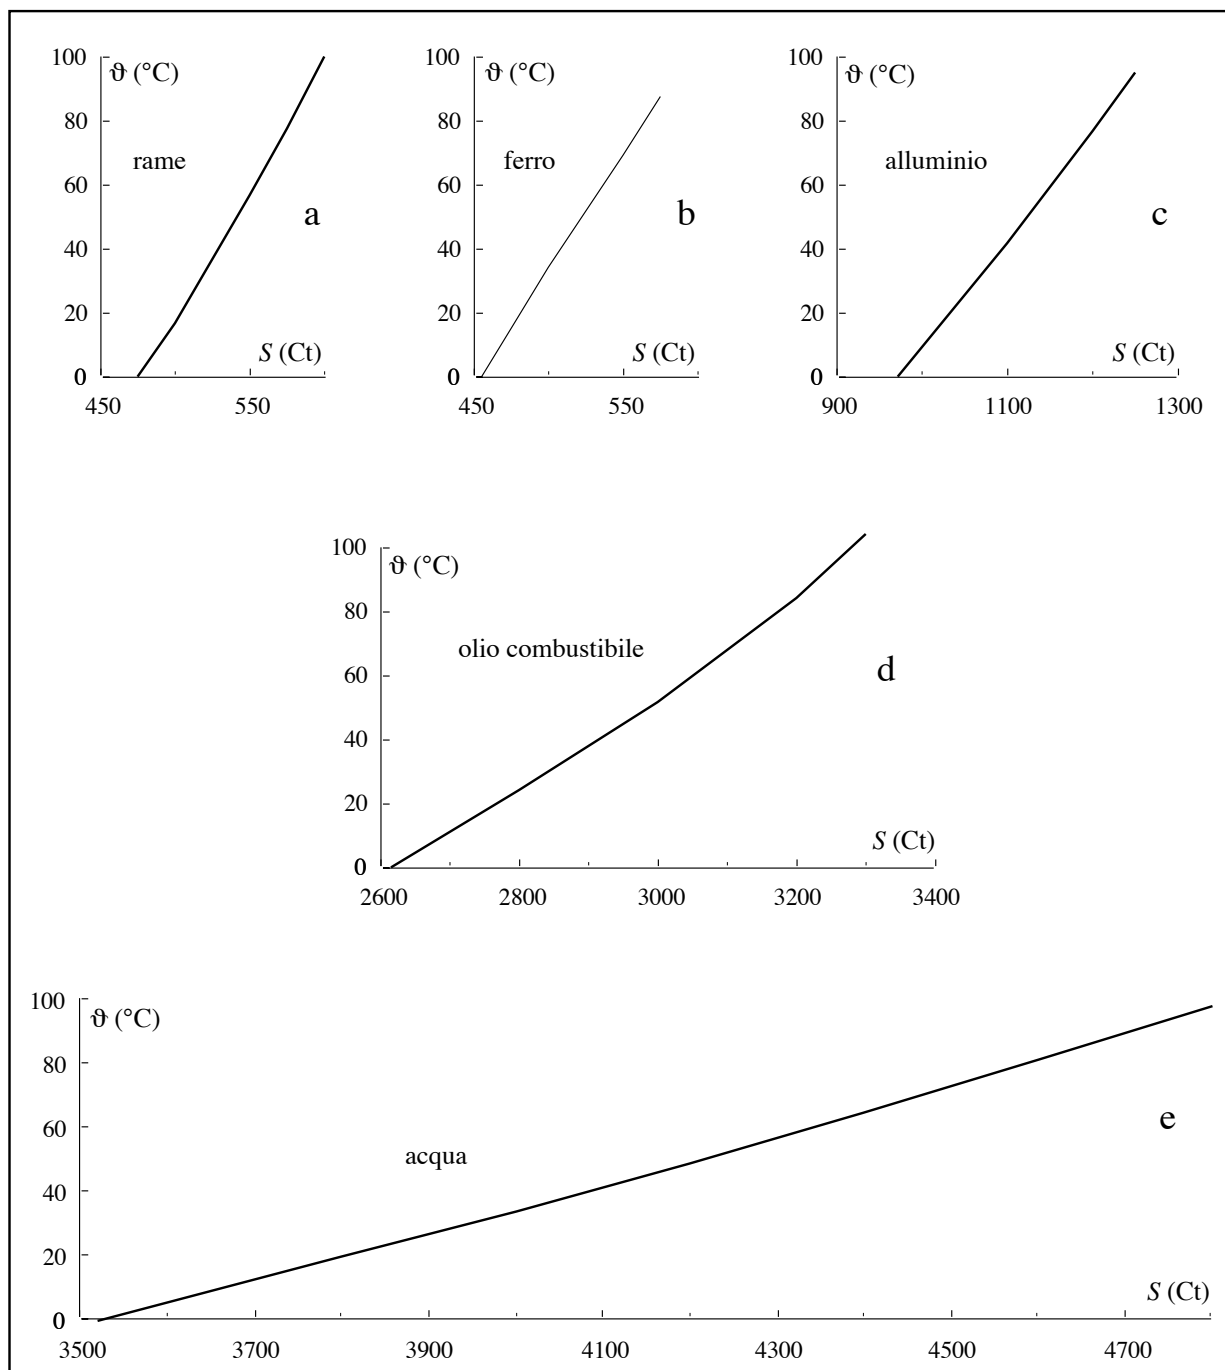 100
ϑ (°C)
80
rame
60
a
40
20
S (Ct)
0
450
550
100
ϑ (°C)
80
ferro
60
b
40
20
S (Ct)
0
450
550
100
ϑ (°C)
80
alluminio
60
c
40
20
S (Ct)
0
900
1100
1300
100
ϑ (°C)
80
olio combustibile
60
d
40
20
S (Ct)
0
2600
2800
3000
3200
3400
100
ϑ (°C)
80
60
e
acqua
40
20
S (Ct)
0
3500
3700
3900
4100
4300
4500
4700